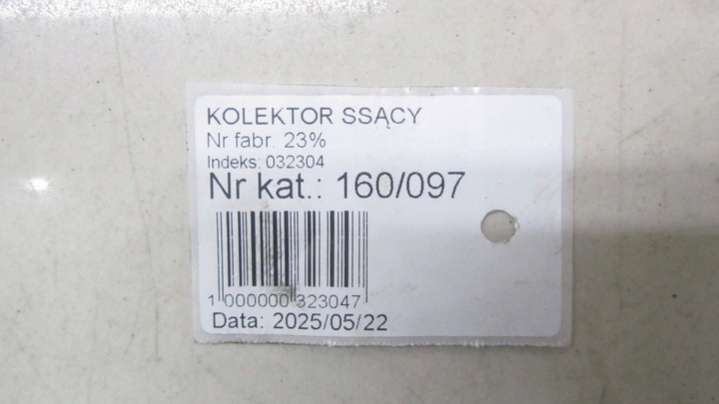 KOLEKTOR SSĄCY
Nr fabr. 23%
Indeks: 032304
Nr kat.: 160/097
1 000000 323047
Data: 2025/05/22